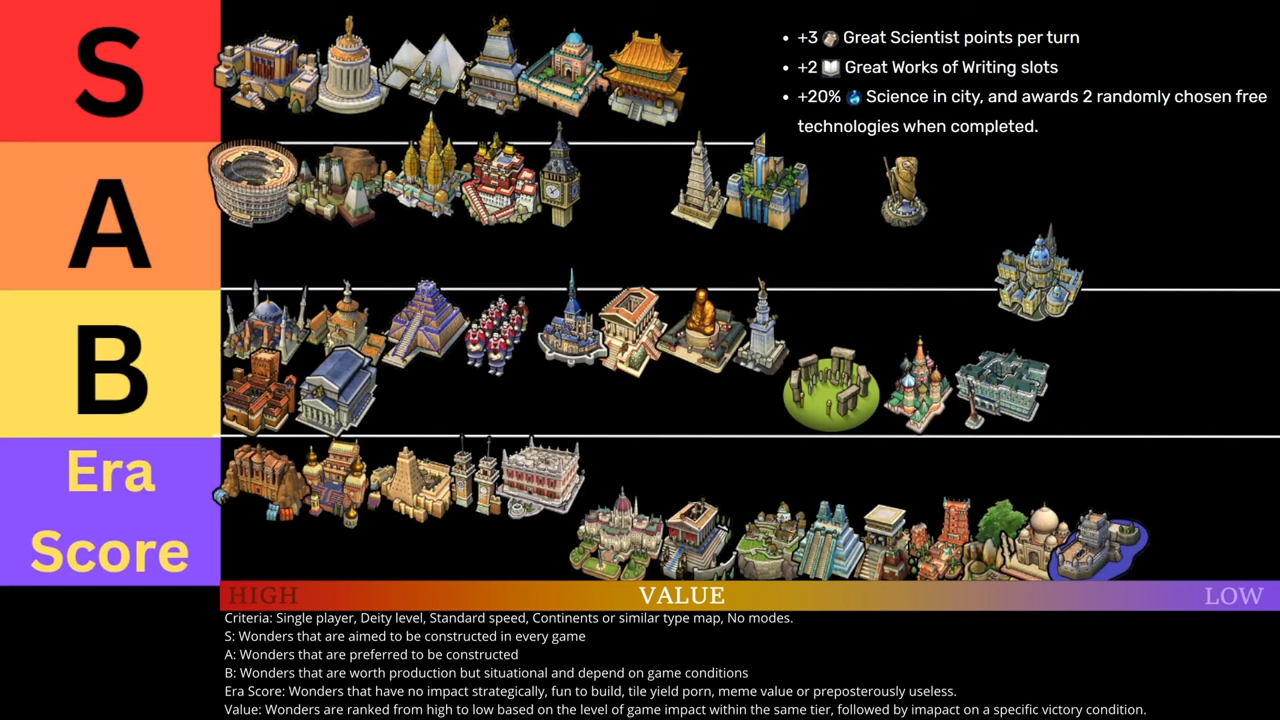 S
+3 Great Scientist points per turn
+2 Great Works of Writing slots
+20% Science in city, and awards 2 randomly chosen free
technologies when completed.
A
B
Era
Score
HIGH VALUE LOW
Criteria: Single player, Deity level, Standard speed, Continents or similar type map, No modes.
S: Wonders that are aimed to be constructed in every game
A: Wonders that are preferred to be constructed
B: Wonders that are worth production but situational and depend on game conditions
Era Score: Wonders that have no impact strategically, fun to build, tile yield porn, meme value or preposterously useless.
Value: Wonders are ranked from high to low based on the level of game impact within the same tier, followed by imapact on a specific victory condition.